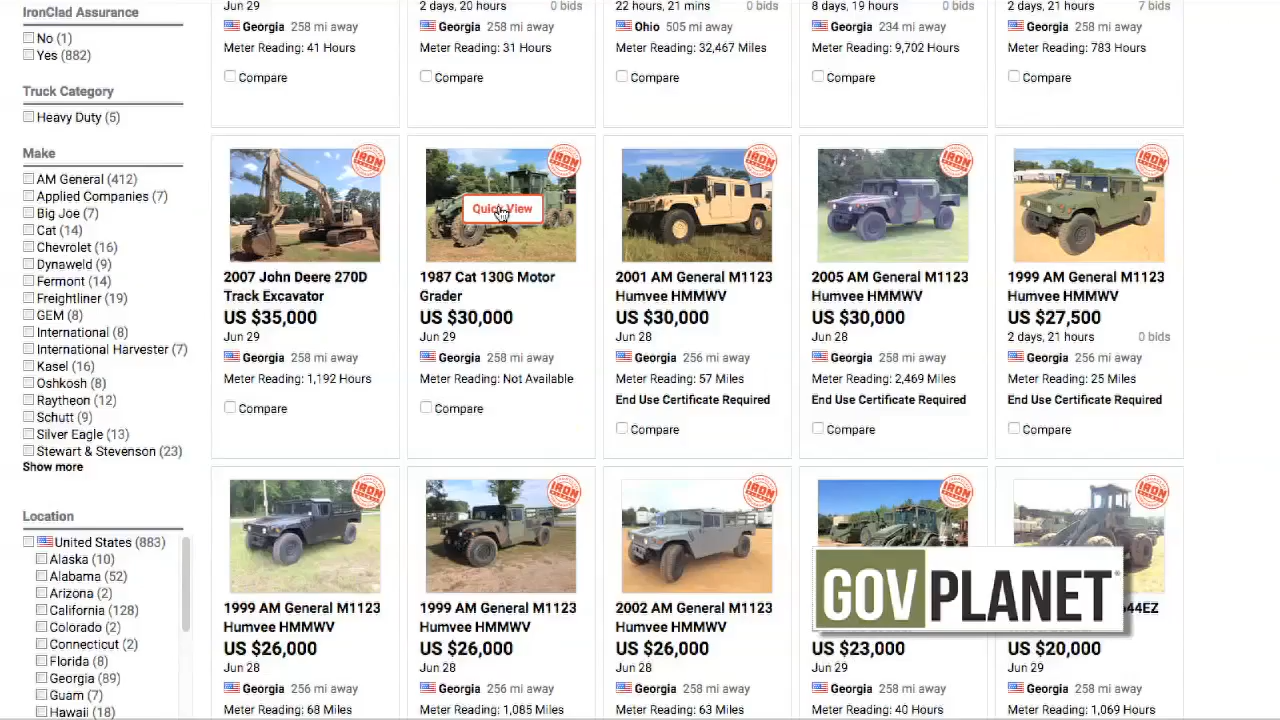 IronClad Assurance
No (1)
Yes (882)
Truck Category
Heavy Duty (5)
Make
AM General (412)
Applied Companies (7)
Big Joe (7)
Cat (14)
Chevrolet (16)
Dynaweld (9)
Fermont (14)
Freightliner (19)
GEM (8)
International (8)
International Harvester (7)
Kasel (16)
Oshkosh (8)
Raytheon (12)
Schutt (9)
Silver Eagle (13)
Stewart & Stevenson (23)
Show more
Location
United States (883)
Alaska (10)
Alabama (52)
Arizona (2)
California (128)
Colorado (2)
Connecticut (2)
Florida (8)
Georgia (89)
Guam (7)
Hawaii (18)
Jun 29
Georgia 258 mi away
Meter Reading: 41 Hours
Compare
2 days, 20 hours 0 bids
Georgia 258 mi away
Meter Reading: 31 Hours
Compare
22 hours, 21 mins 0 bids
Ohio 505 mi away
Meter Reading: 32,467 Miles
Compare
8 days, 19 hours 0 bids
Georgia 234 mi away
Meter Reading: 9,702 Hours
Compare
2 days, 21 hours 7 bids
Georgia 258 mi away
Meter Reading: 783 Hours
Compare
IRON
2007 John Deere 270D
Track Excavator
US $35,000
Jun 29
Georgia 258 mi away
Meter Reading: 1,192 Hours
Compare
IRON
Quick View
1987 Cat 130G Motor
Grader
US $30,000
Jun 29
Georgia 258 mi away
Meter Reading: Not Available
Compare
IRON
2001 AM General M1123
Humvee HMMWV
US $30,000
Jun 28
Georgia 256 mi away
Meter Reading: 57 Miles
End Use Certificate Required
Compare
IRON
2005 AM General M1123
Humvee HMMWV
US $30,000
Jun 28
Georgia 256 mi away
Meter Reading: 2,469 Miles
End Use Certificate Required
Compare
IRON
1999 AM General M1123
Humvee HMMWV
US $27,500
2 days, 21 hours 0 bids
Georgia 256 mi away
Meter Reading: 25 Miles
End Use Certificate Required
Compare
IRON
1999 AM General M1123
Humvee HMMWV
US $26,000
Jun 28
Georgia 256 mi away
Meter Reading: 68 Miles
IRON
1999 AM General M1123
Humvee HMMWV
US $26,000
Jun 28
Georgia 256 mi away
Meter Reading: 1,085 Miles
IRON
2002 AM General M1123
Humvee HMMWV
US $26,000
Jun 28
Georgia 258 mi away
Meter Reading: 63 Miles
IRON
US $23,000
Jun 29
Georgia 258 mi away
Meter Reading: 40 Hours
IRON
644EZ
US $20,000
Jun 29
Georgia 258 mi away
Meter Reading: 1,069 Hours
GOVPLANET